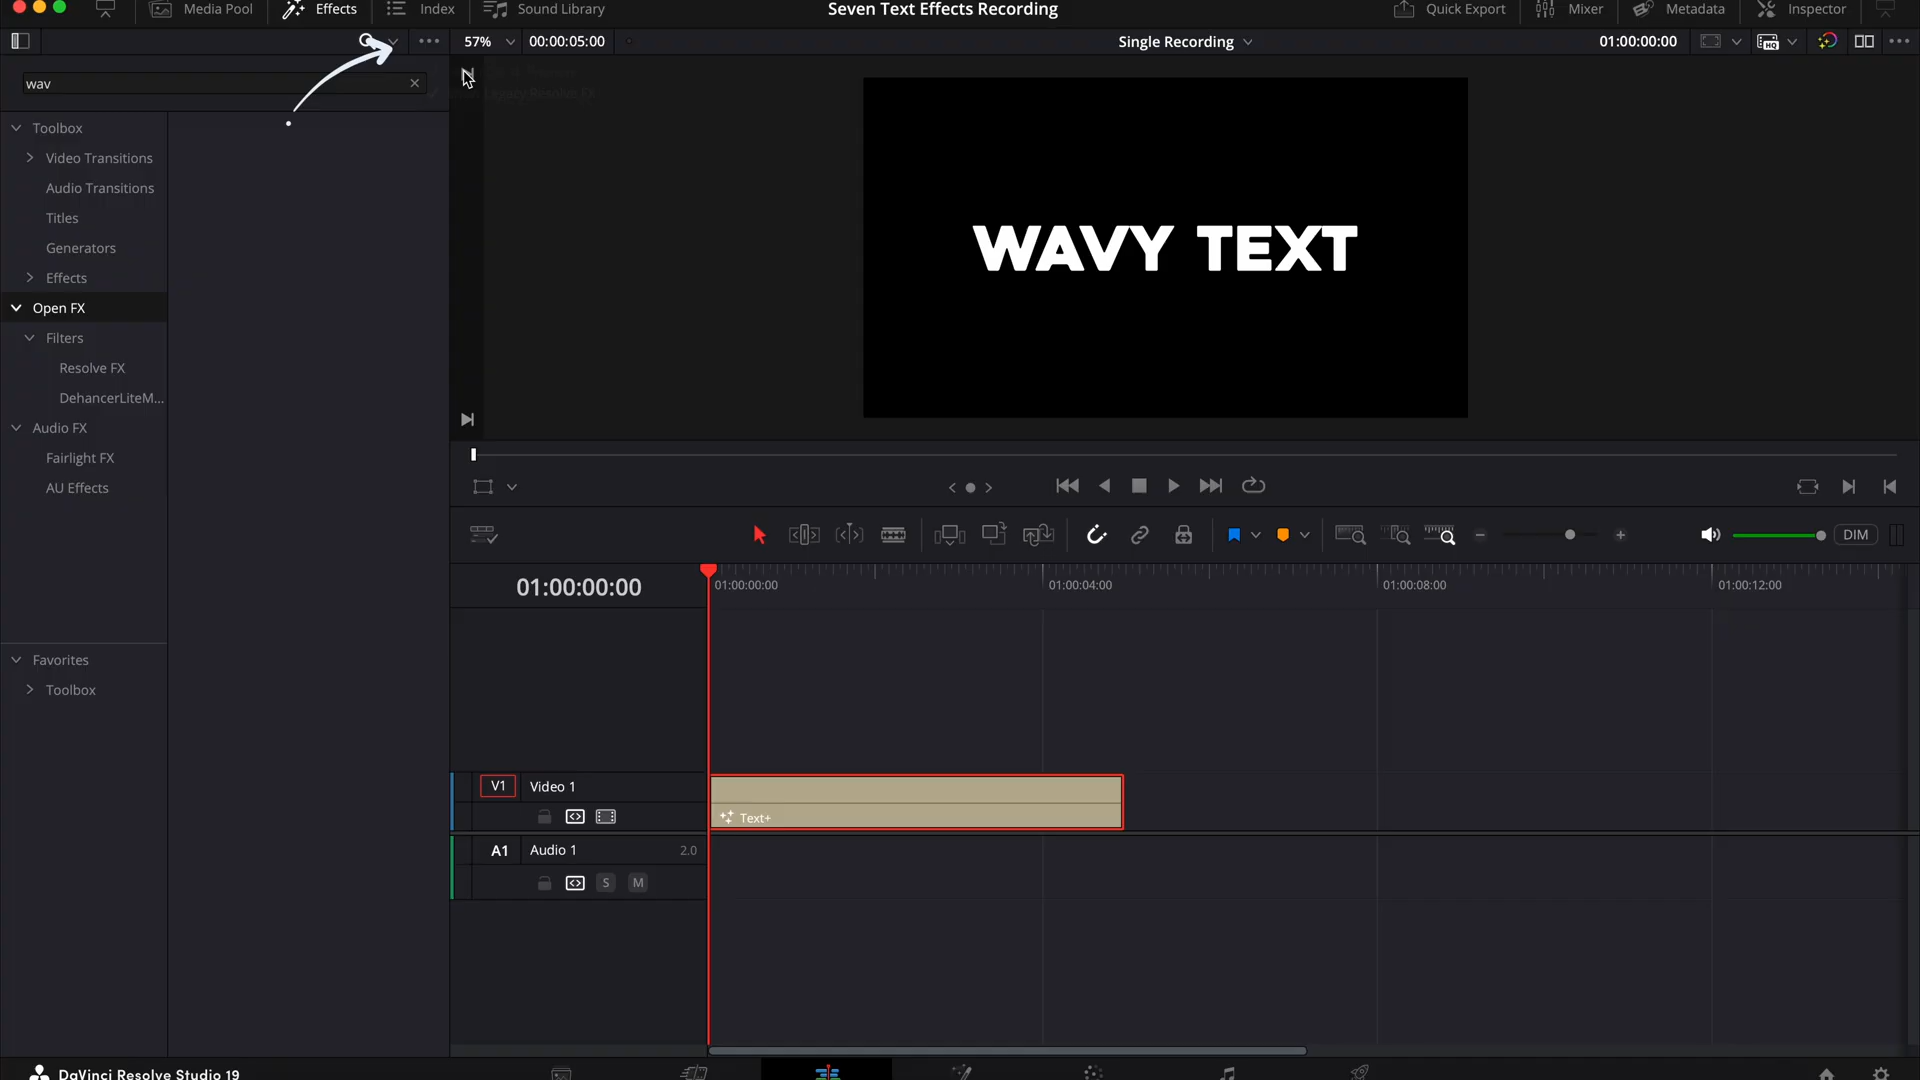 Media Pool
Effects
Index
Sound Library
Seven Text Effects Recording
Quick Export
Mixer
Metadata
Inspector
57%
00:00:05:00
Single Recording
01:00:00:00
HQ
wav
Legacy Resolve FX
Toolbox
Video Transitions
Audio Transitions
Titles
Generators
Effects
Open FX
Filters
Resolve FX
DehancerLiteM...
Audio FX
Fairlight FX
AU Effects
Favorites
Toolbox
WAVY TEXT
DIM
01:00:00:00
01:00:00:00
01:00:04:00
01:00:08:00
01:00:12:00
V1
Video 1
Text+
A1
Audio 1
2.0
S
M
DaVinci Resolve Studio 19